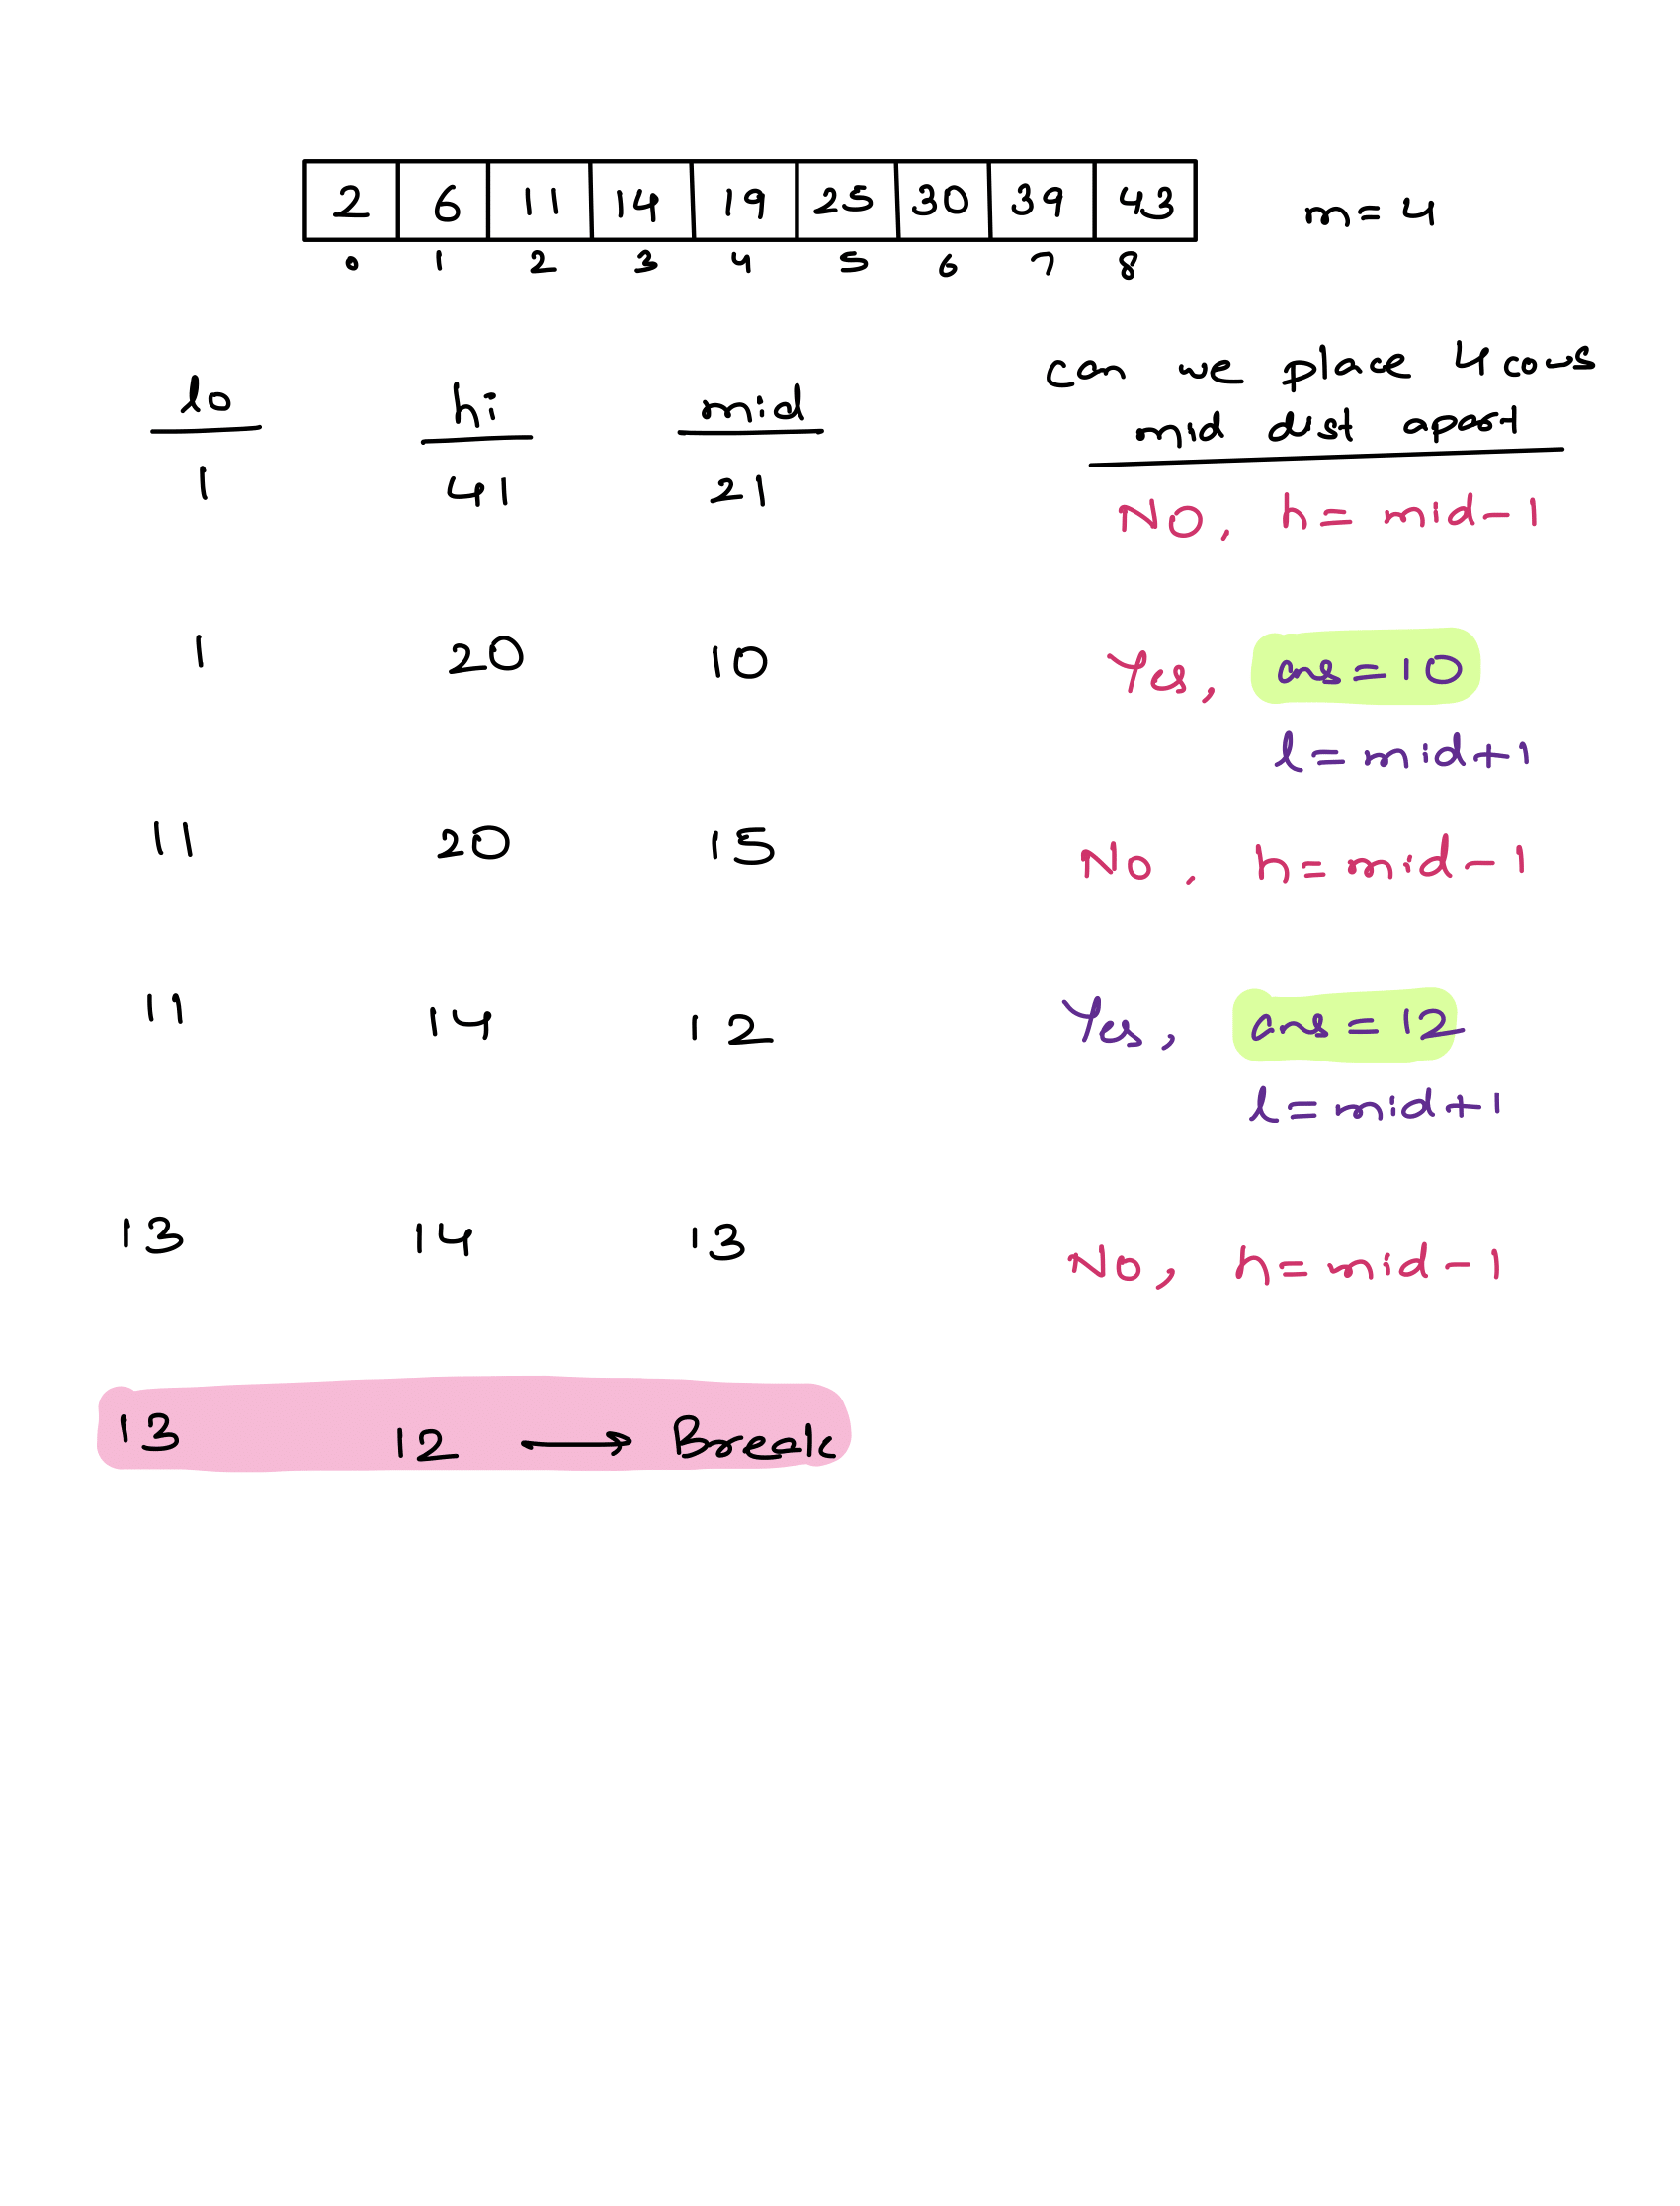 2 6 11 14 19 25 30 39 43 m=4
0 1 2 3 4 5 6 7 8
can we place 4 cows
lo hi mid mid dist apart
1 41 21 NO, h=mid-1
1 20 10 Yes, ans=10
l=mid+1
11 20 15 No, h=mid-1
11 14 12 Yes, ans=12
l=mid+1
13 14 13 No, h=mid-1
13 12 → Break